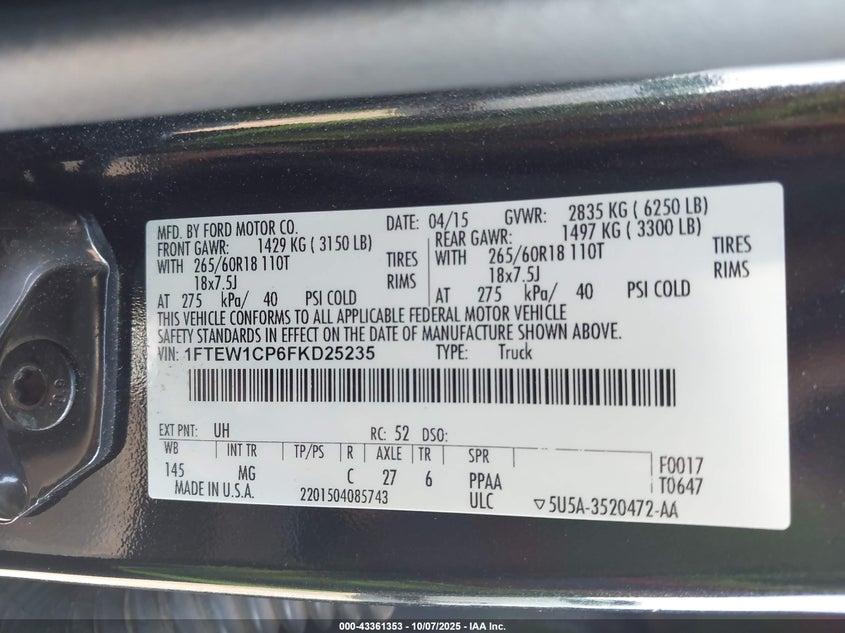 MFD. BY FORD MOTOR CO. DATE: 04/15 GVWR: 2835 KG ( 6250 LB)
FRONT GAWR: 1429 KG ( 3150 LB) REAR GAWR: 1497 KG ( 3300 LB)
WITH 265/60R18 110T TIRES WITH 265/60R18 110T TIRES
18x7.5J RIMS 18x7.5J RIMS
AT 275 kPa/ 40 PSI COLD AT 275 kPa/ 40 PSI COLD
THIS VEHICLE CONFORMS TO ALL APPLICABLE FEDERAL MOTOR VEHICLE
SAFETY STANDARDS IN EFFECT ON THE DATE OF MANUFACTURE SHOWN ABOVE.
VIN: 1FTEW1CP6FKD25235 TYPE: Truck
EXT PNT: UH RC: 52 DSO:
WB INT TR TP/PS R AXLE TR SPR
145 MG C 27 6 PPAA F0017
MADE IN U.S.A. 2201504085743 ULC T0647
▽5U5A-3520472-AA
000-43361353 - 10/07/2025 - IAA Inc.